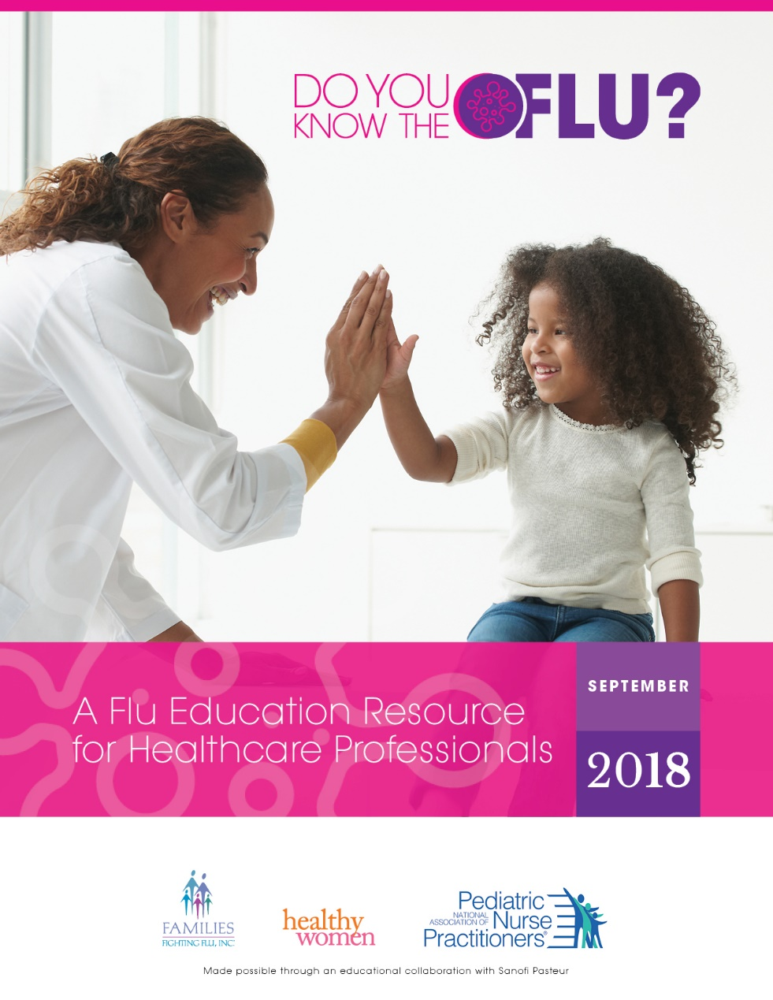 DO YOU
KNOW THE FLU?
A Flu Education Resource
for Healthcare Professionals
SEPTEMBER
2018
FAMILIES
FIGHTING FLU, INC.
healthy
women
Pediatric
NATIONAL
ASSOCIATION OF Nurse
Practitioners®
Made possible through an educational collaboration with Sanofi Pasteur